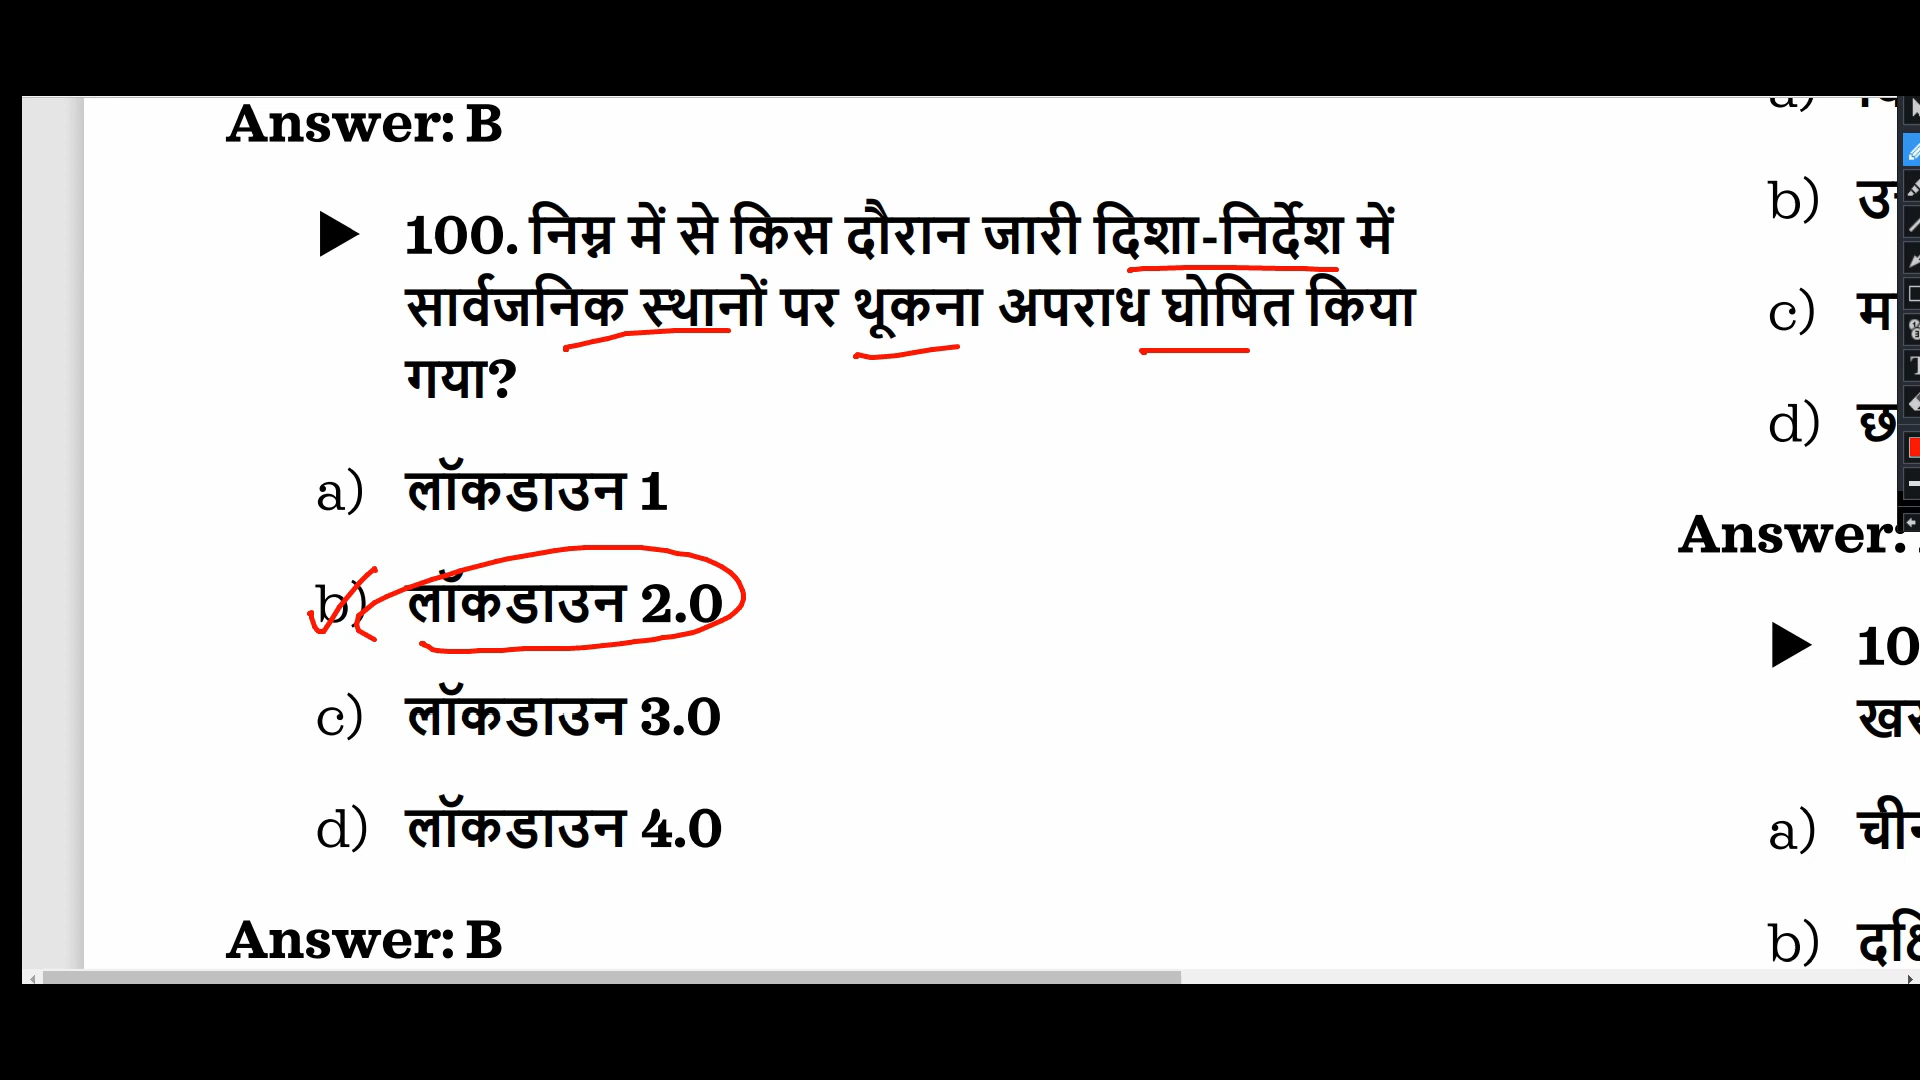 Answer: B
100. निम्न में से किस दौरान जारी दिशा-निर्देश में
सार्वजनिक स्थानों पर थूकना अपराध घोषित किया
गया?
a) लॉकडाउन 1
b) लॉकडाउन 2.0
c) लॉकडाउन 3.0
d) लॉकडाउन 4.0
Answer: B
a)
b)
c)
d)
Answer:
10
a)
b)